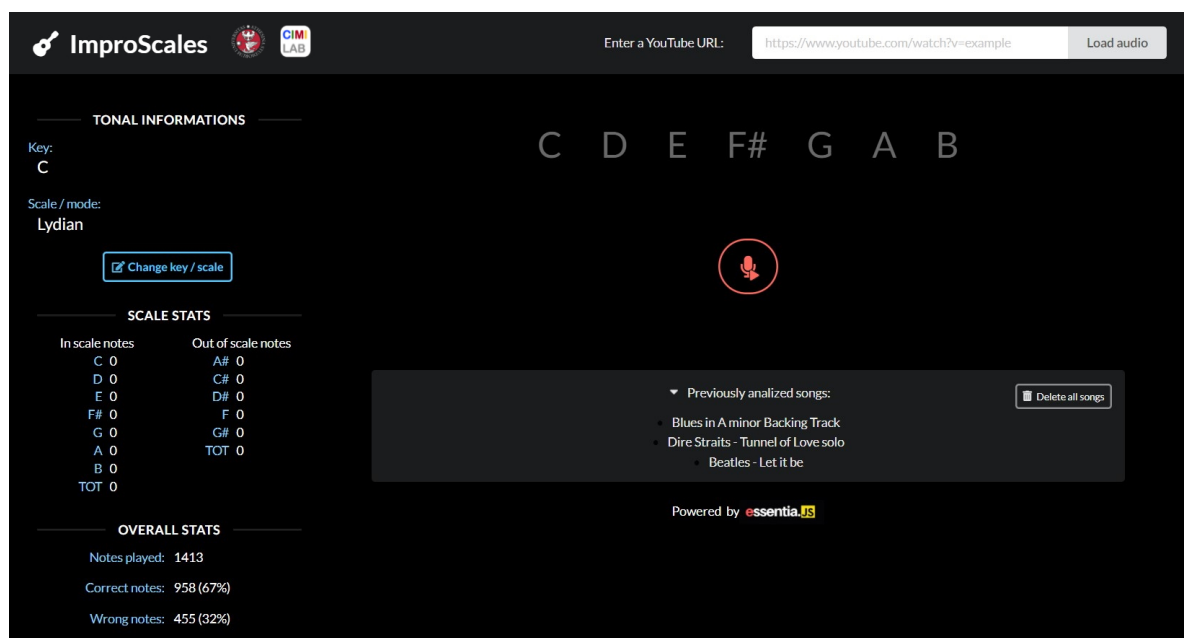 ImproScales CIMI LAB Enter a YouTube URL: https://www.youtube.com/watch?v=example Load audio
TONAL INFORMATIONS
Key:
C
Scale / mode:
Lydian
Change key / scale
SCALE STATS
In scale notes Out of scale notes
C 0 A# 0
D 0 C# 0
E 0 D# 0
F# 0 F 0
G 0 G# 0
A 0 TOT 0
B 0
TOT 0
OVERALL STATS
Notes played: 1413
Correct notes: 958 (67%)
Wrong notes: 455 (32%)
C D E F# G A B
Previously analized songs: Delete all songs
Blues in A minor Backing Track
Dire Straits - Tunnel of Love solo
Beatles - Let it be
Powered by essentia.JS